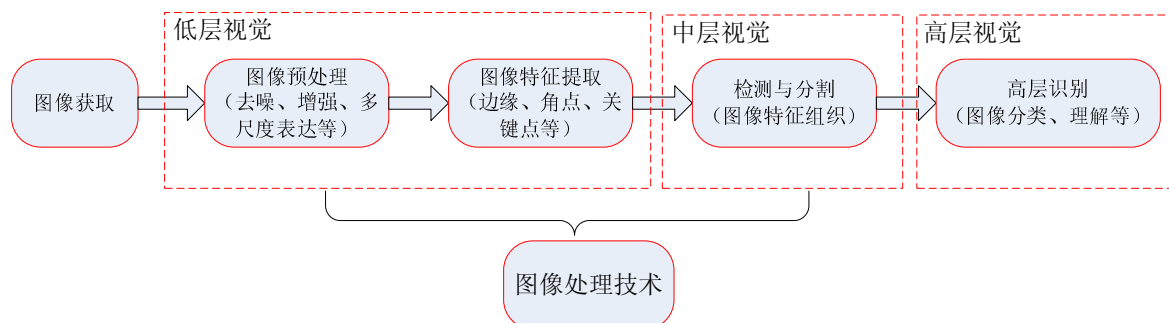 低层视觉
中层视觉
高层视觉
图像获取
图像预处理
（去噪、增强、多
尺度表达等）
图像特征提取
（边缘、角点、关
键点等）
检测与分割
（图像特征组织）
高层识别
（图像分类、理解等）
图像处理技术